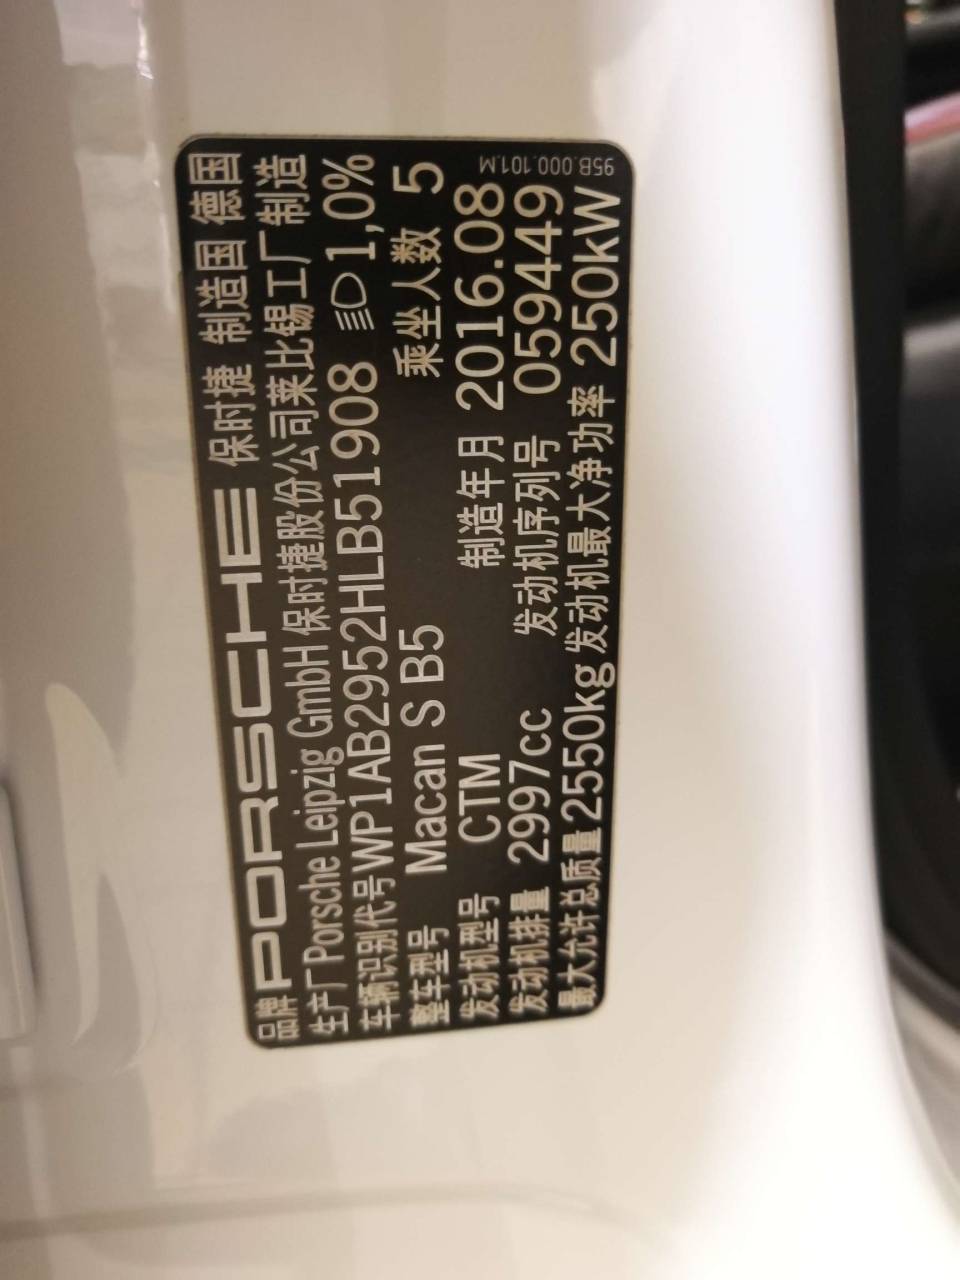 品牌 PORSCHE 保时捷 制造国 德国
生产厂 Porsche Leipzig GmbH 保时捷股份公司莱比锡工厂制造
车辆识别代号 WP1AB2952HLB51908 1,0%
整车型号 Macan S B5 乘坐人数 5
发动机型号 CTM 制造年月 2016.08
发动机排量 2997cc 发动机序列号 059449
最大允许总质量 2550kg 发动机最大净功率 250kW
95B.000.101.M